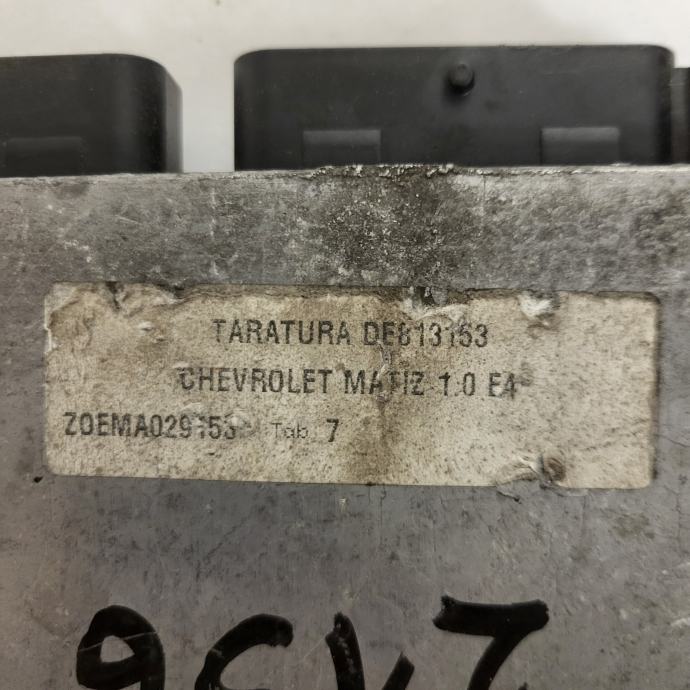 TARATURA DE813153
CHEVROLET MATIZ 1.0 E4
ZOEMA029153 Tab. 7